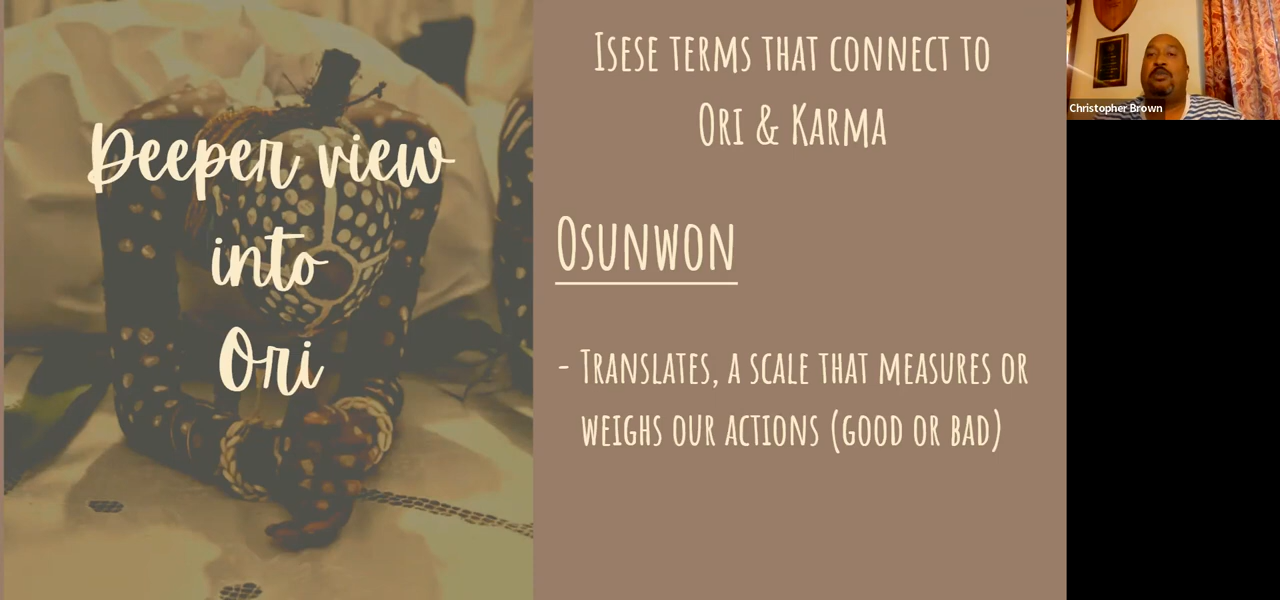 Deeper view
into
Ori
Isese terms that connect to
Ori & Karma
Osunwon
- Translates, a scale that measures or
weighs our actions (good or bad)
Christopher Brown